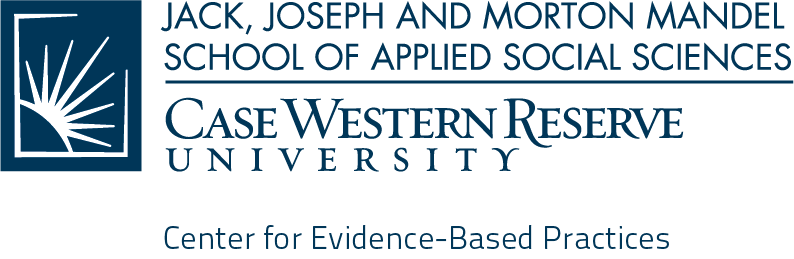 JACK, JOSEPH AND MORTON MANDEL
SCHOOL OF APPLIED SOCIAL SCIENCES
CASE WESTERN RESERVE
UNIVERSITY
Center for Evidence-Based Practices